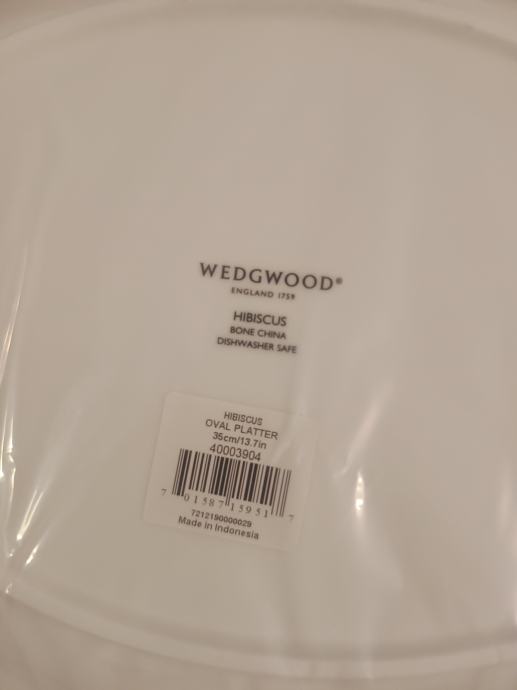 WEDGWOOD®
ENGLAND 1759
HIBISCUS
BONE CHINA
DISHWASHER SAFE
HIBISCUS
OVAL PLATTER
35cm/13.7in
40003904
7 01587 15951 7
7212190000029
Made in Indonesia